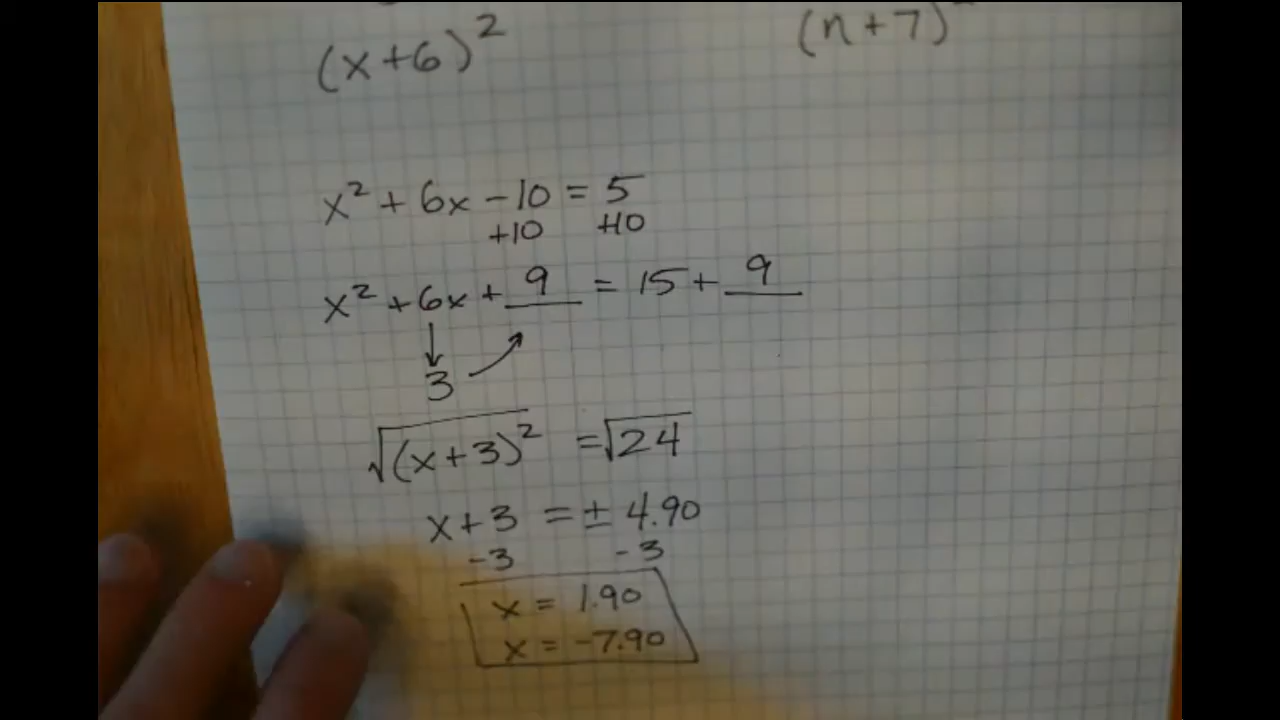 (x+6)²
(n+7)
x² + 6x - 10 = 5
+10 +10
x² + 6x + 9 = 15 + 9
3
√(x+3)² = √24
x + 3 = ± 4.90
-3 -3
x = 1.90
x = -7.90